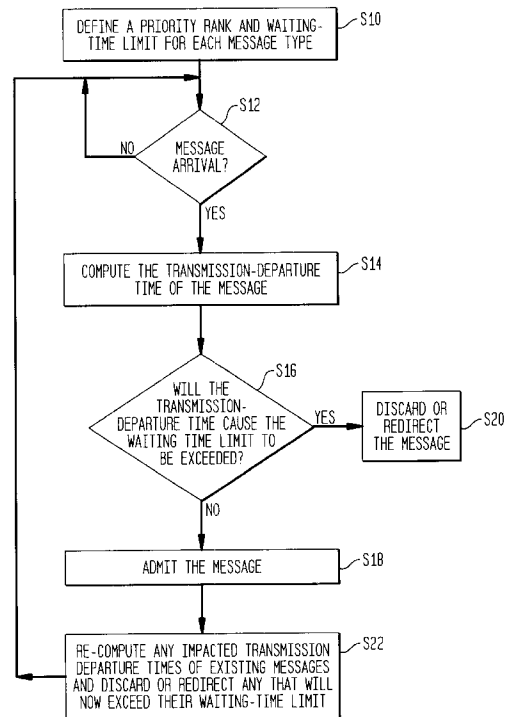 DEFINE A PRIORITY RANK AND WAITING-
TIME LIMIT FOR EACH MESSAGE TYPE
S10
S12
MESSAGE
ARRIVAL?
NO
YES
COMPUTE THE TRANSMISSION-DEPARTURE
TIME OF THE MESSAGE
S14
S16
WILL THE
TRANSMISSION-
DEPARTURE TIME CAUSE THE
WAITING TIME LIMIT TO
BE EXCEEDED?
YES
DISCARD OR
REDIRECT
THE MESSAGE
S20
NO
ADMIT THE MESSAGE
S18
RE-COMPUTE ANY IMPACTED TRANSMISSION
DEPARTURE TIMES OF EXISTING MESSAGES
AND DISCARD OR REDIRECT ANY THAT WILL
NOW EXCEED THEIR WAITING-TIME LIMIT
S22